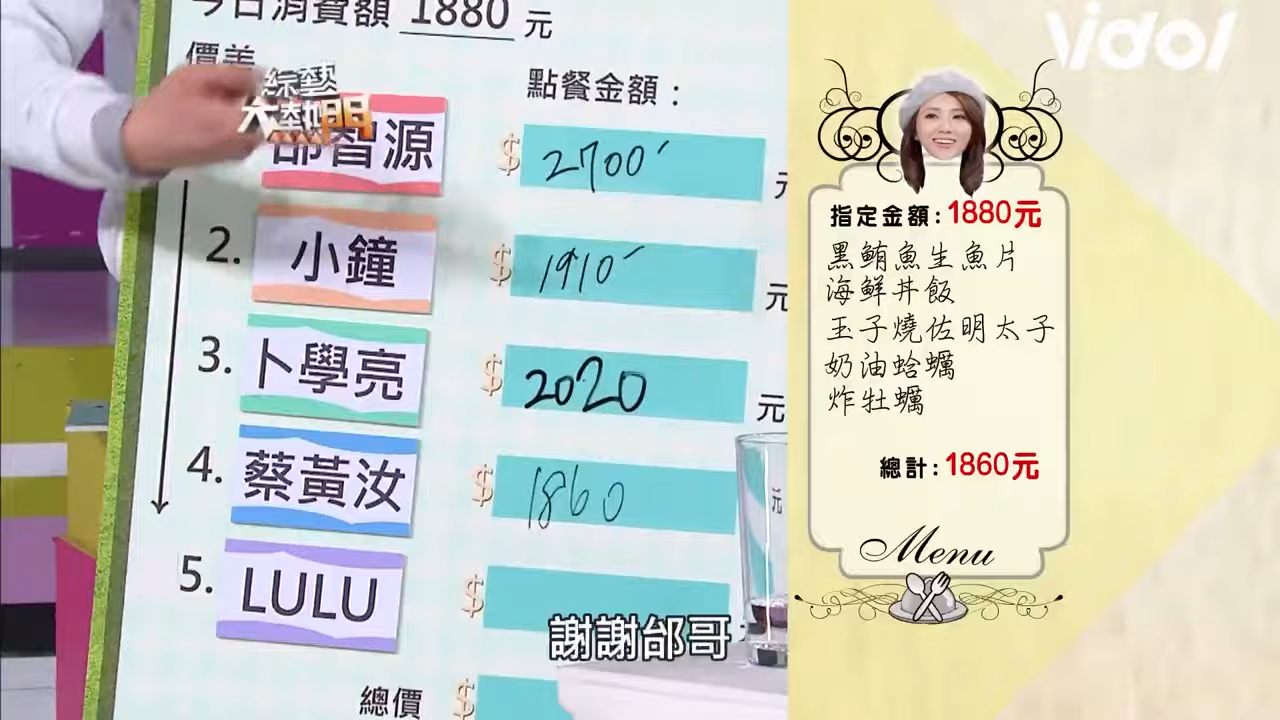 今日消費額 1880 元
價差
點餐金額：
綜藝
大熱門
邰智源 $ 2700 元
2. 小鐘 $ 1910 元
3. 卜學亮 $ 2020 元
4. 蔡黃汝 $ 1860 元
5. LULU $
總價 $
謝謝邰哥
Vidol
指定金額：1880元
黑鮪魚生魚片
海鮮丼飯
玉子燒佐明太子
奶油蛤蠣
炸牡蠣
總計：1860元
Menu